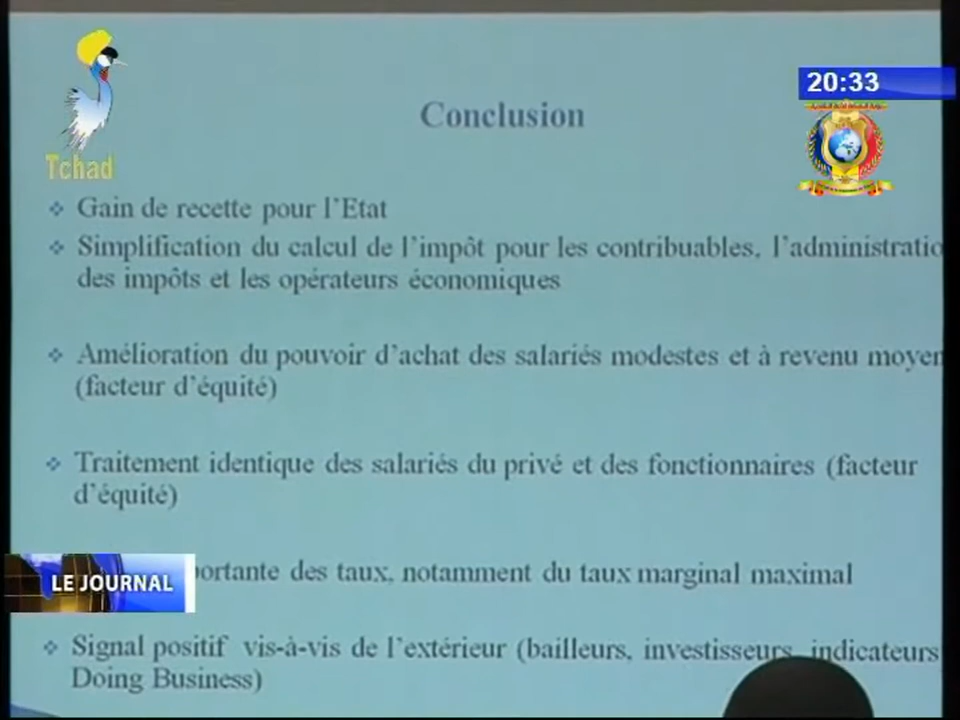 Tchad
20:33
Conclusion
Gain de recette pour l'Etat
Simplification du calcul de l'impôt pour les contribuables, l'administratio
des impôts et les opérateurs économiques
Amélioration du pouvoir d'achat des salariés modestes et à revenu moyen
(facteur d'équité)
Traitement identique des salariés du privé et des fonctionnaires (facteur
d'équité)
LE JOURNAL
portante des taux, notamment du taux marginal maximal
Signal positif vis-à-vis de l'extérieur (bailleurs, investisseurs, indicateurs
Doing Business)